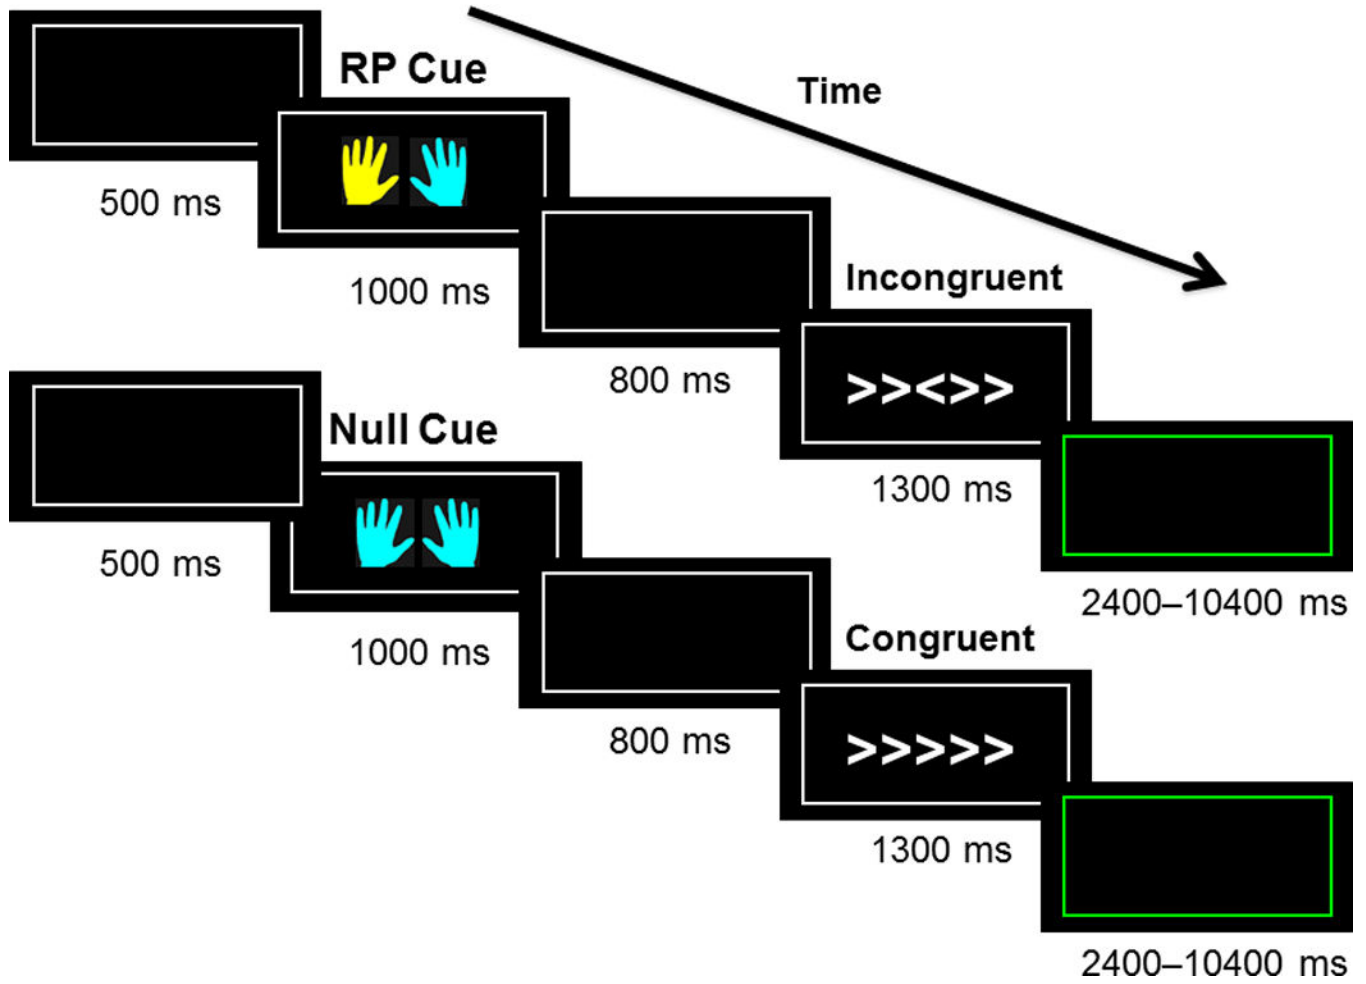 RP Cue
Time
500 ms
1000 ms
Incongruent
800 ms
>><>>
1300 ms
2400–10400 ms
Null Cue
500 ms
1000 ms
Congruent
800 ms
>>>>>
1300 ms
2400–10400 ms